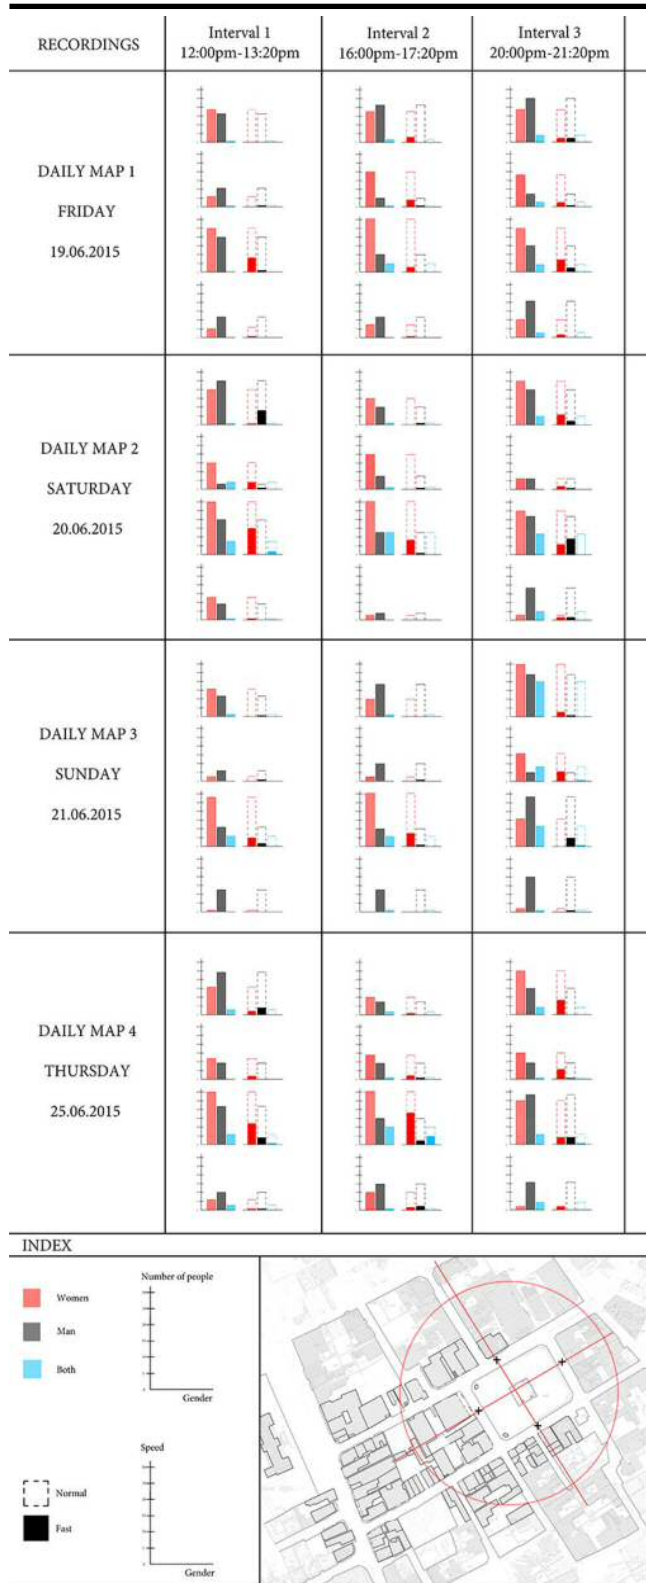 RECORDINGS
Interval 1
12:00pm-13:20pm
Interval 2
16:00pm-17:20pm
Interval 3
20:00pm-21:20pm
DAILY MAP 1
FRIDAY
19.06.2015
DAILY MAP 2
SATURDAY
20.06.2015
DAILY MAP 3
SUNDAY
21.06.2015
DAILY MAP 4
THURSDAY
25.06.2015
INDEX
Women
Man
Both
Number of people
Gender
Normal
Fast
Speed
Gender